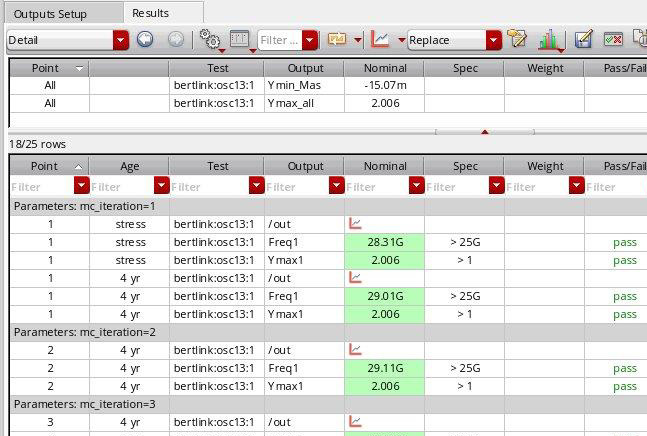 Outputs Setup Results
Detail Filter ... Replace
Point Test Output Nominal Spec Weight Pass/Fail
All bertlink:osc13:1 Ymin_Mas -15.07m
All bertlink:osc13:1 Ymax_all 2.006
18/25 rows
Point Age Test Output Nominal Spec Weight Pass/Fail
Filter Filter Filter Filter Filter Filter Filter Filter
Parameters: mc_iteration=1
1 stress bertlink:osc13:1 /out
1 stress bertlink:osc13:1 Freq1 28.31G > 25G pass
1 stress bertlink:osc13:1 Ymax1 2.006 > 1 pass
1 4 yr bertlink:osc13:1 /out
1 4 yr bertlink:osc13:1 Freq1 29.01G > 25G pass
1 4 yr bertlink:osc13:1 Ymax1 2.006 > 1 pass
Parameters: mc_iteration=2
2 4 yr bertlink:osc13:1 /out
2 4 yr bertlink:osc13:1 Freq1 29.11G > 25G pass
2 4 yr bertlink:osc13:1 Ymax1 2.006 > 1 pass
Parameters: mc_iteration=3
3 4 yr bertlink:osc13:1 /out